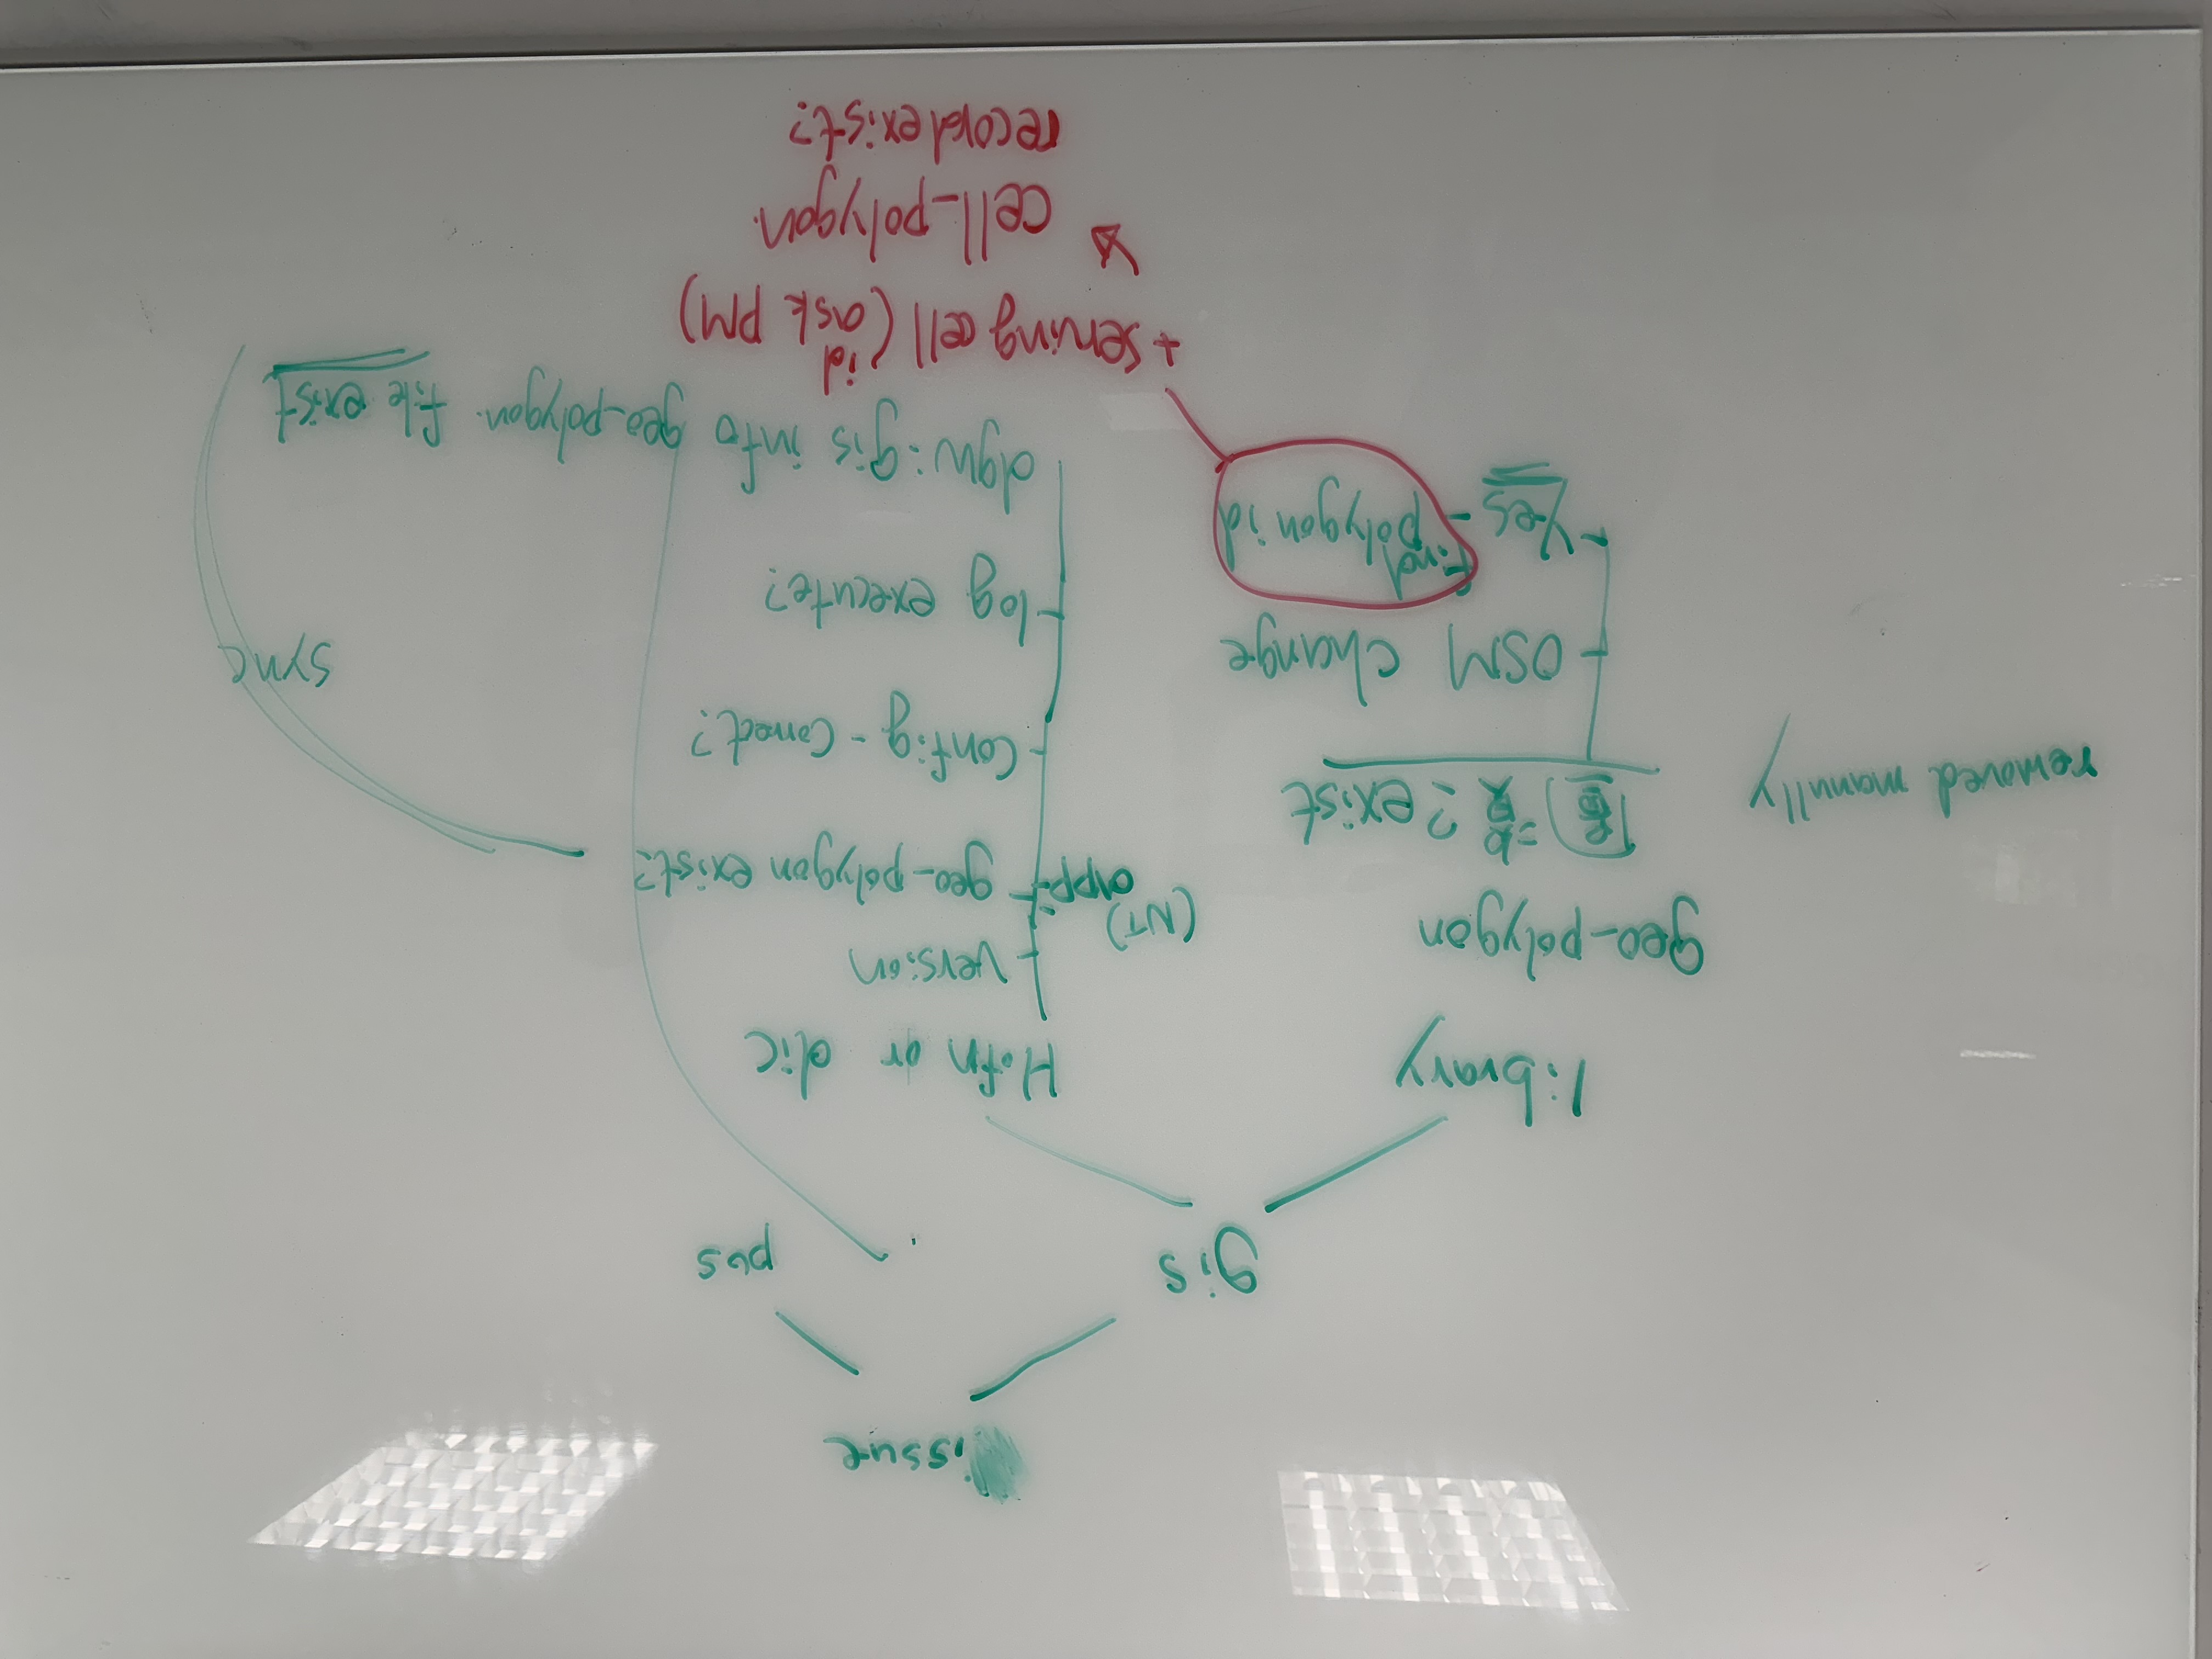 issue
gis
pos
library
H.fn or dic
geo_polygon
version
(NT)
app
geo_polygon exist?
圖資?exist
removed manully
Config - Correct?
OSM change
sync
log execute?
Yes - find
polygon id
dgw: gis info geo_polygon. file exist
+ serving cell (id
ask PM)
cell_polygon.
record exist?